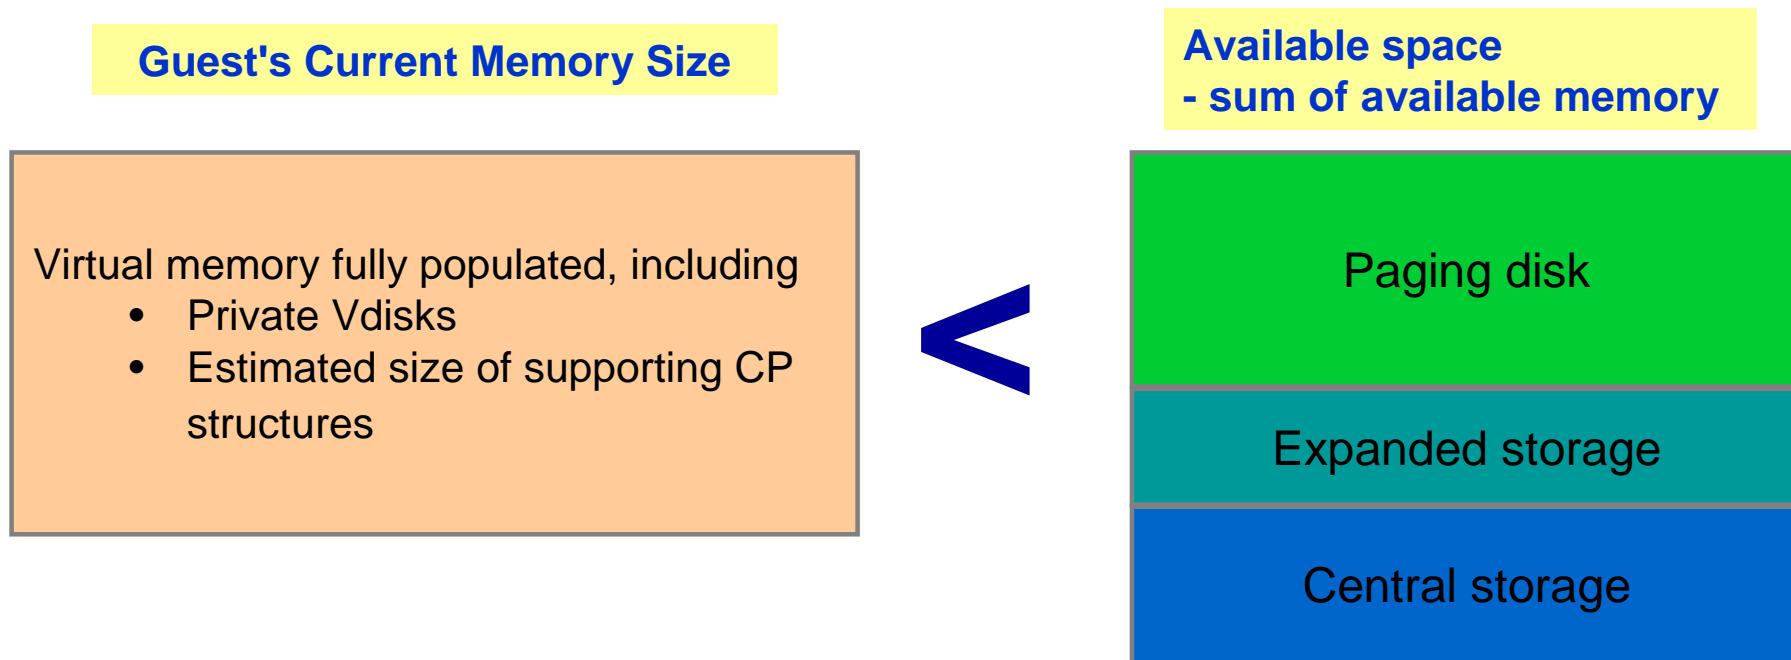 Guest's Current Memory Size
Available space
- sum of available memory
Virtual memory fully populated, including
• Private Vdisks
• Estimated size of supporting CP
structures
<
Paging disk
Expanded storage
Central storage